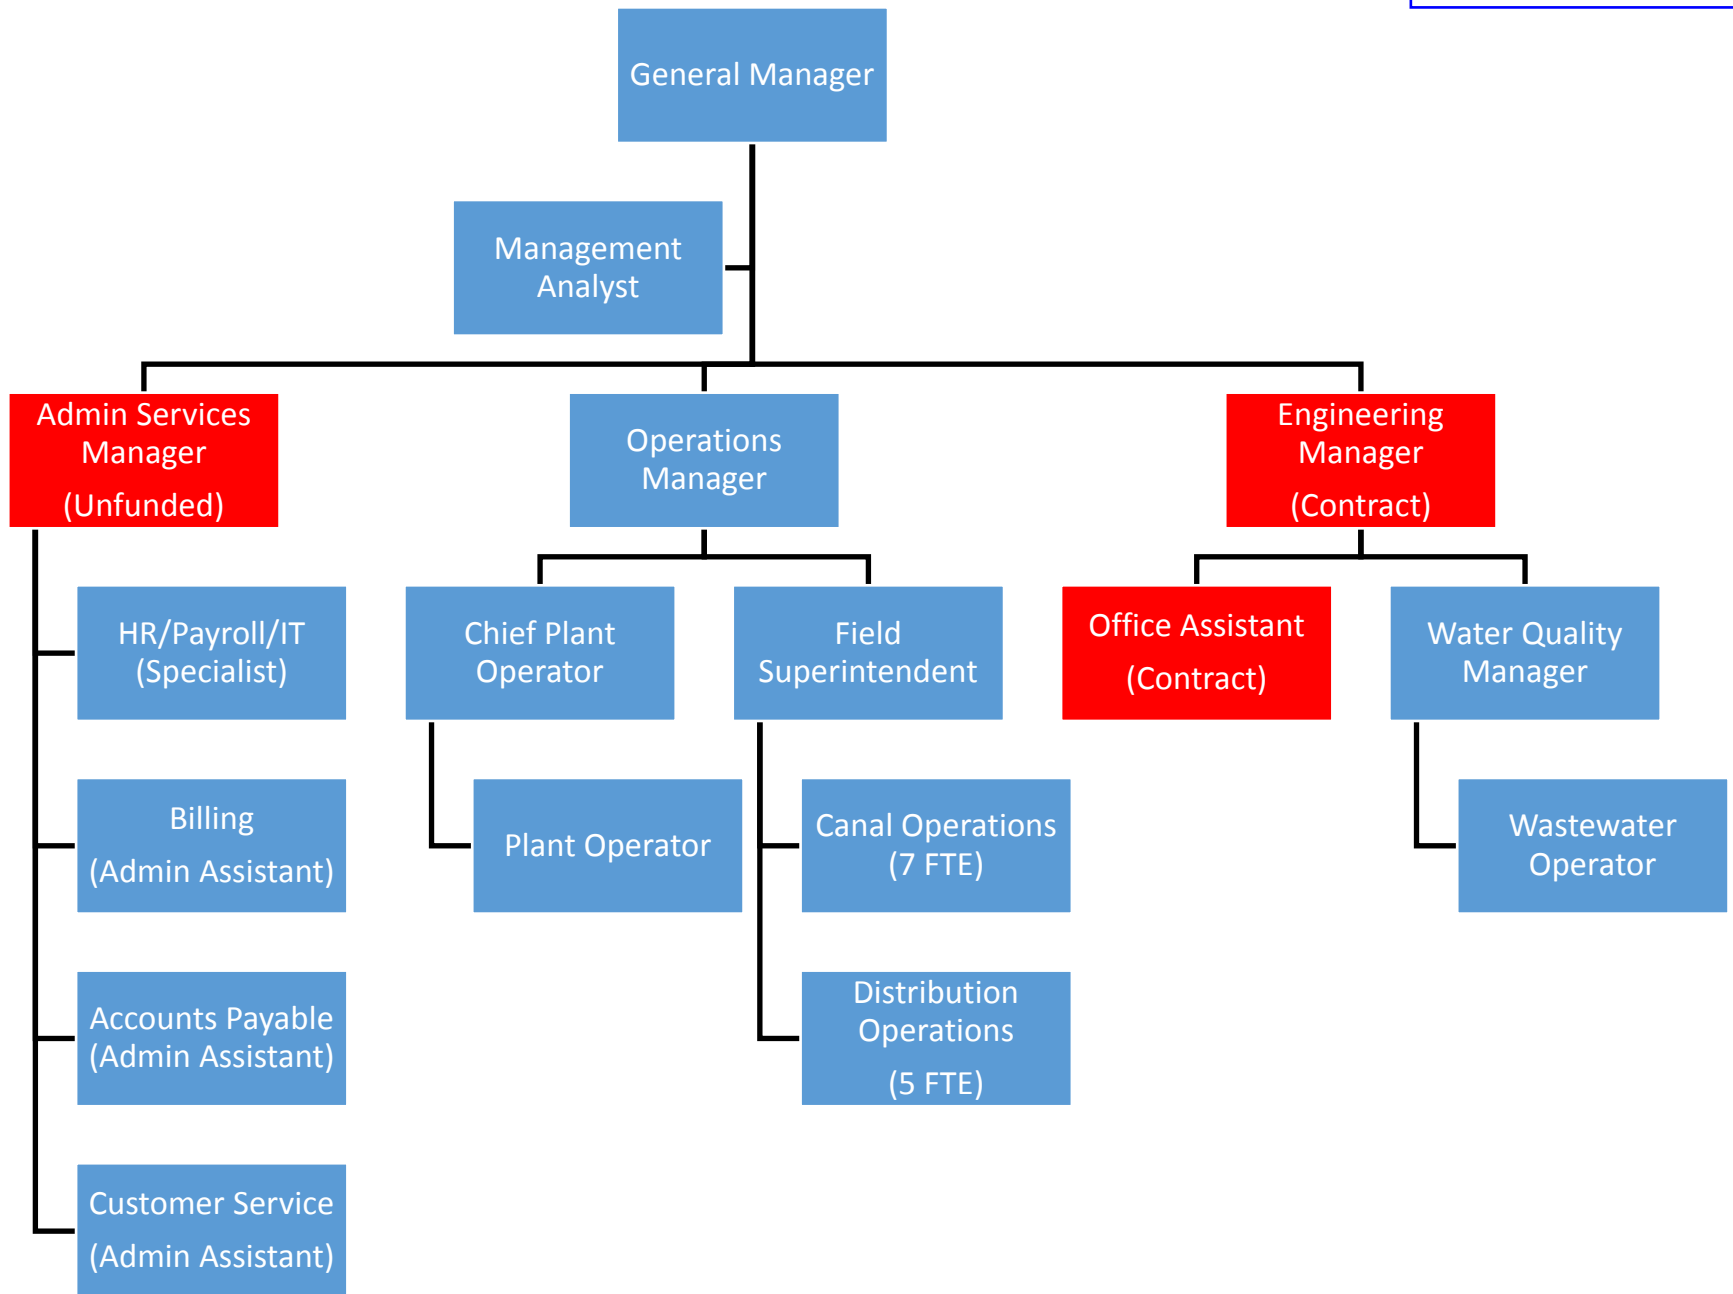 General Manager
Management
Analyst
Admin Services
Manager
(Unfunded)
Operations
Manager
Engineering
Manager
(Contract)
HR/Payroll/IT
(Specialist)
Chief Plant
Operator
Field
Superintendent
Office Assistant
(Contract)
Water Quality
Manager
Billing
(Admin Assistant)
Plant Operator
Canal Operations
(7 FTE)
Wastewater
Operator
Accounts Payable
(Admin Assistant)
Distribution
Operations
(5 FTE)
Customer Service
(Admin Assistant)